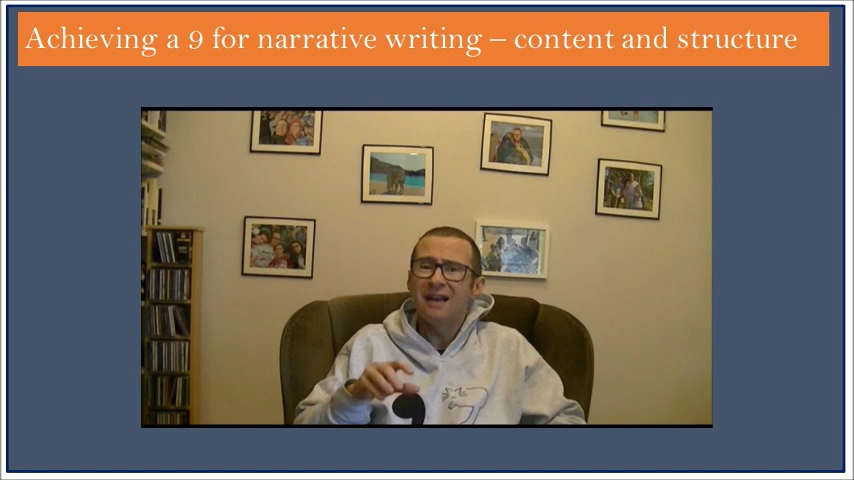 Achieving a 9 for narrative writing – content and structure